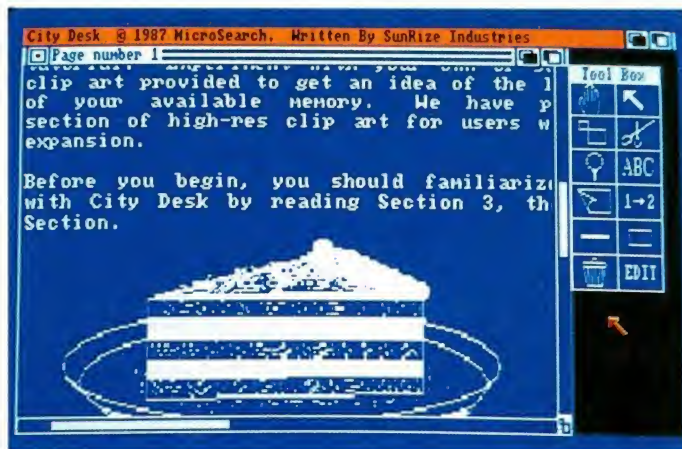 City Desk © 1987 MicroSearch, Written By SunRize Industries
Page number 1
clip art provided to get an idea of the l
of your available memory. We have p
section of high-res clip art for users w
expansion.
Before you begin, you should familiarize
with City Desk by reading Section 3, th
Section.
Tool Box
ABC
1→2
EDIT